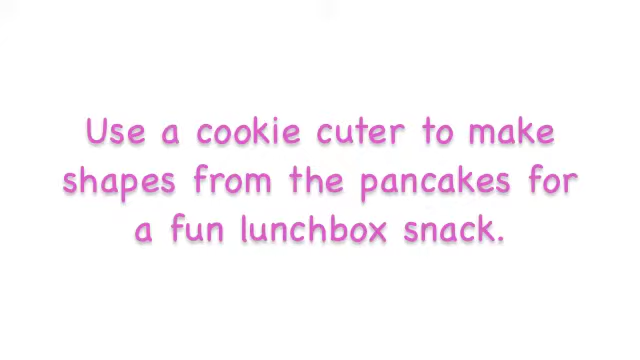 Use a cookie cuter to make
shapes from the pancakes for
a fun lunchbox snack.